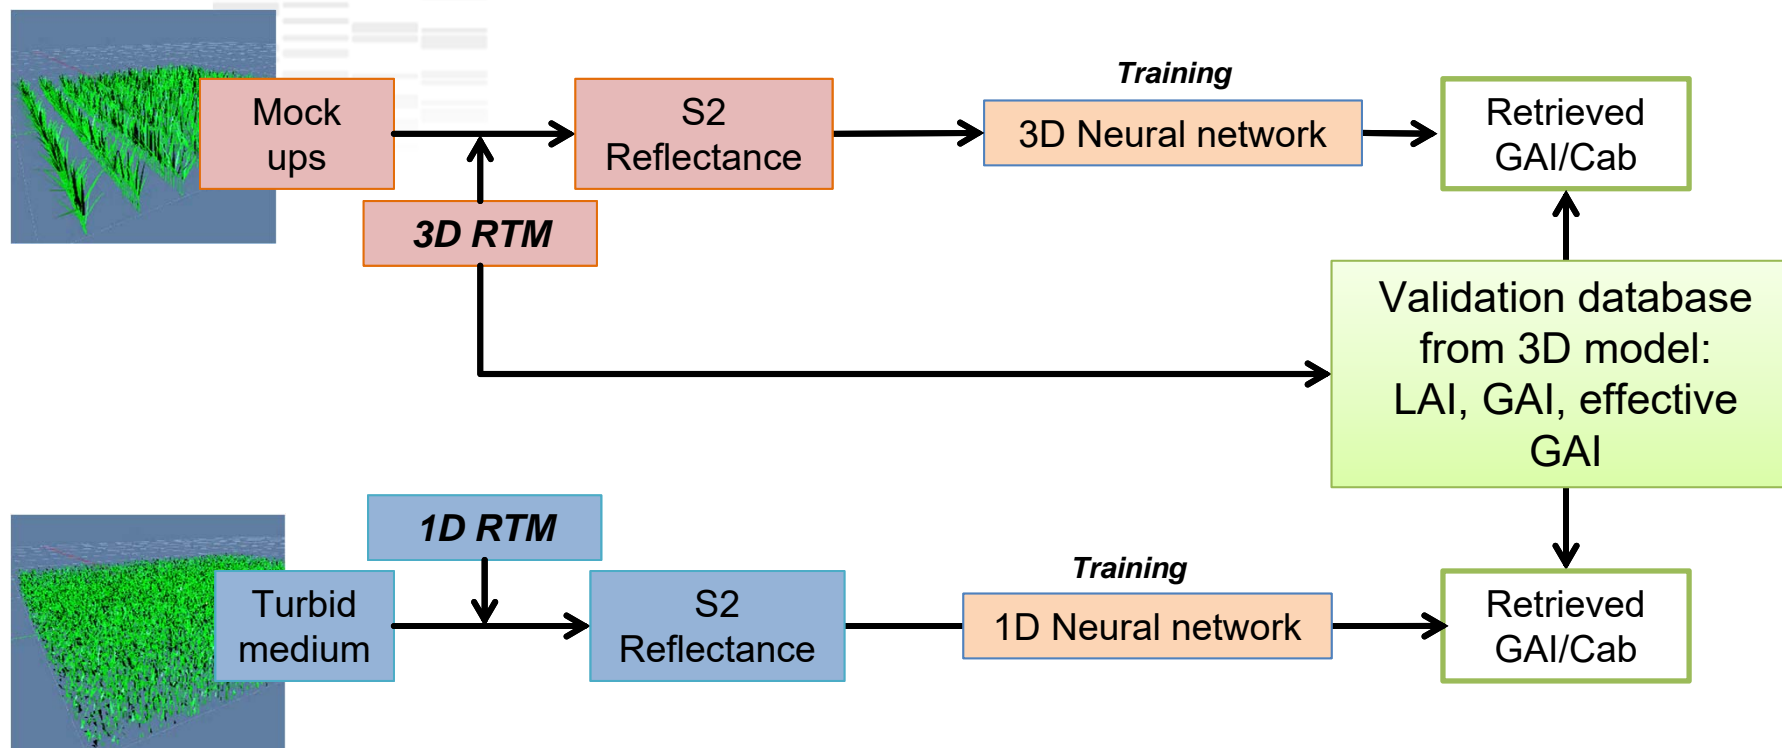 Training
Mock
ups
S2
Reflectance
3D Neural network
Retrieved
GAI/Cab
3D RTM
Validation database
from 3D model:
LAI, GAI, effective
GAI
1D RTM
Training
Turbid
medium
S2
Reflectance
1D Neural network
Retrieved
GAI/Cab